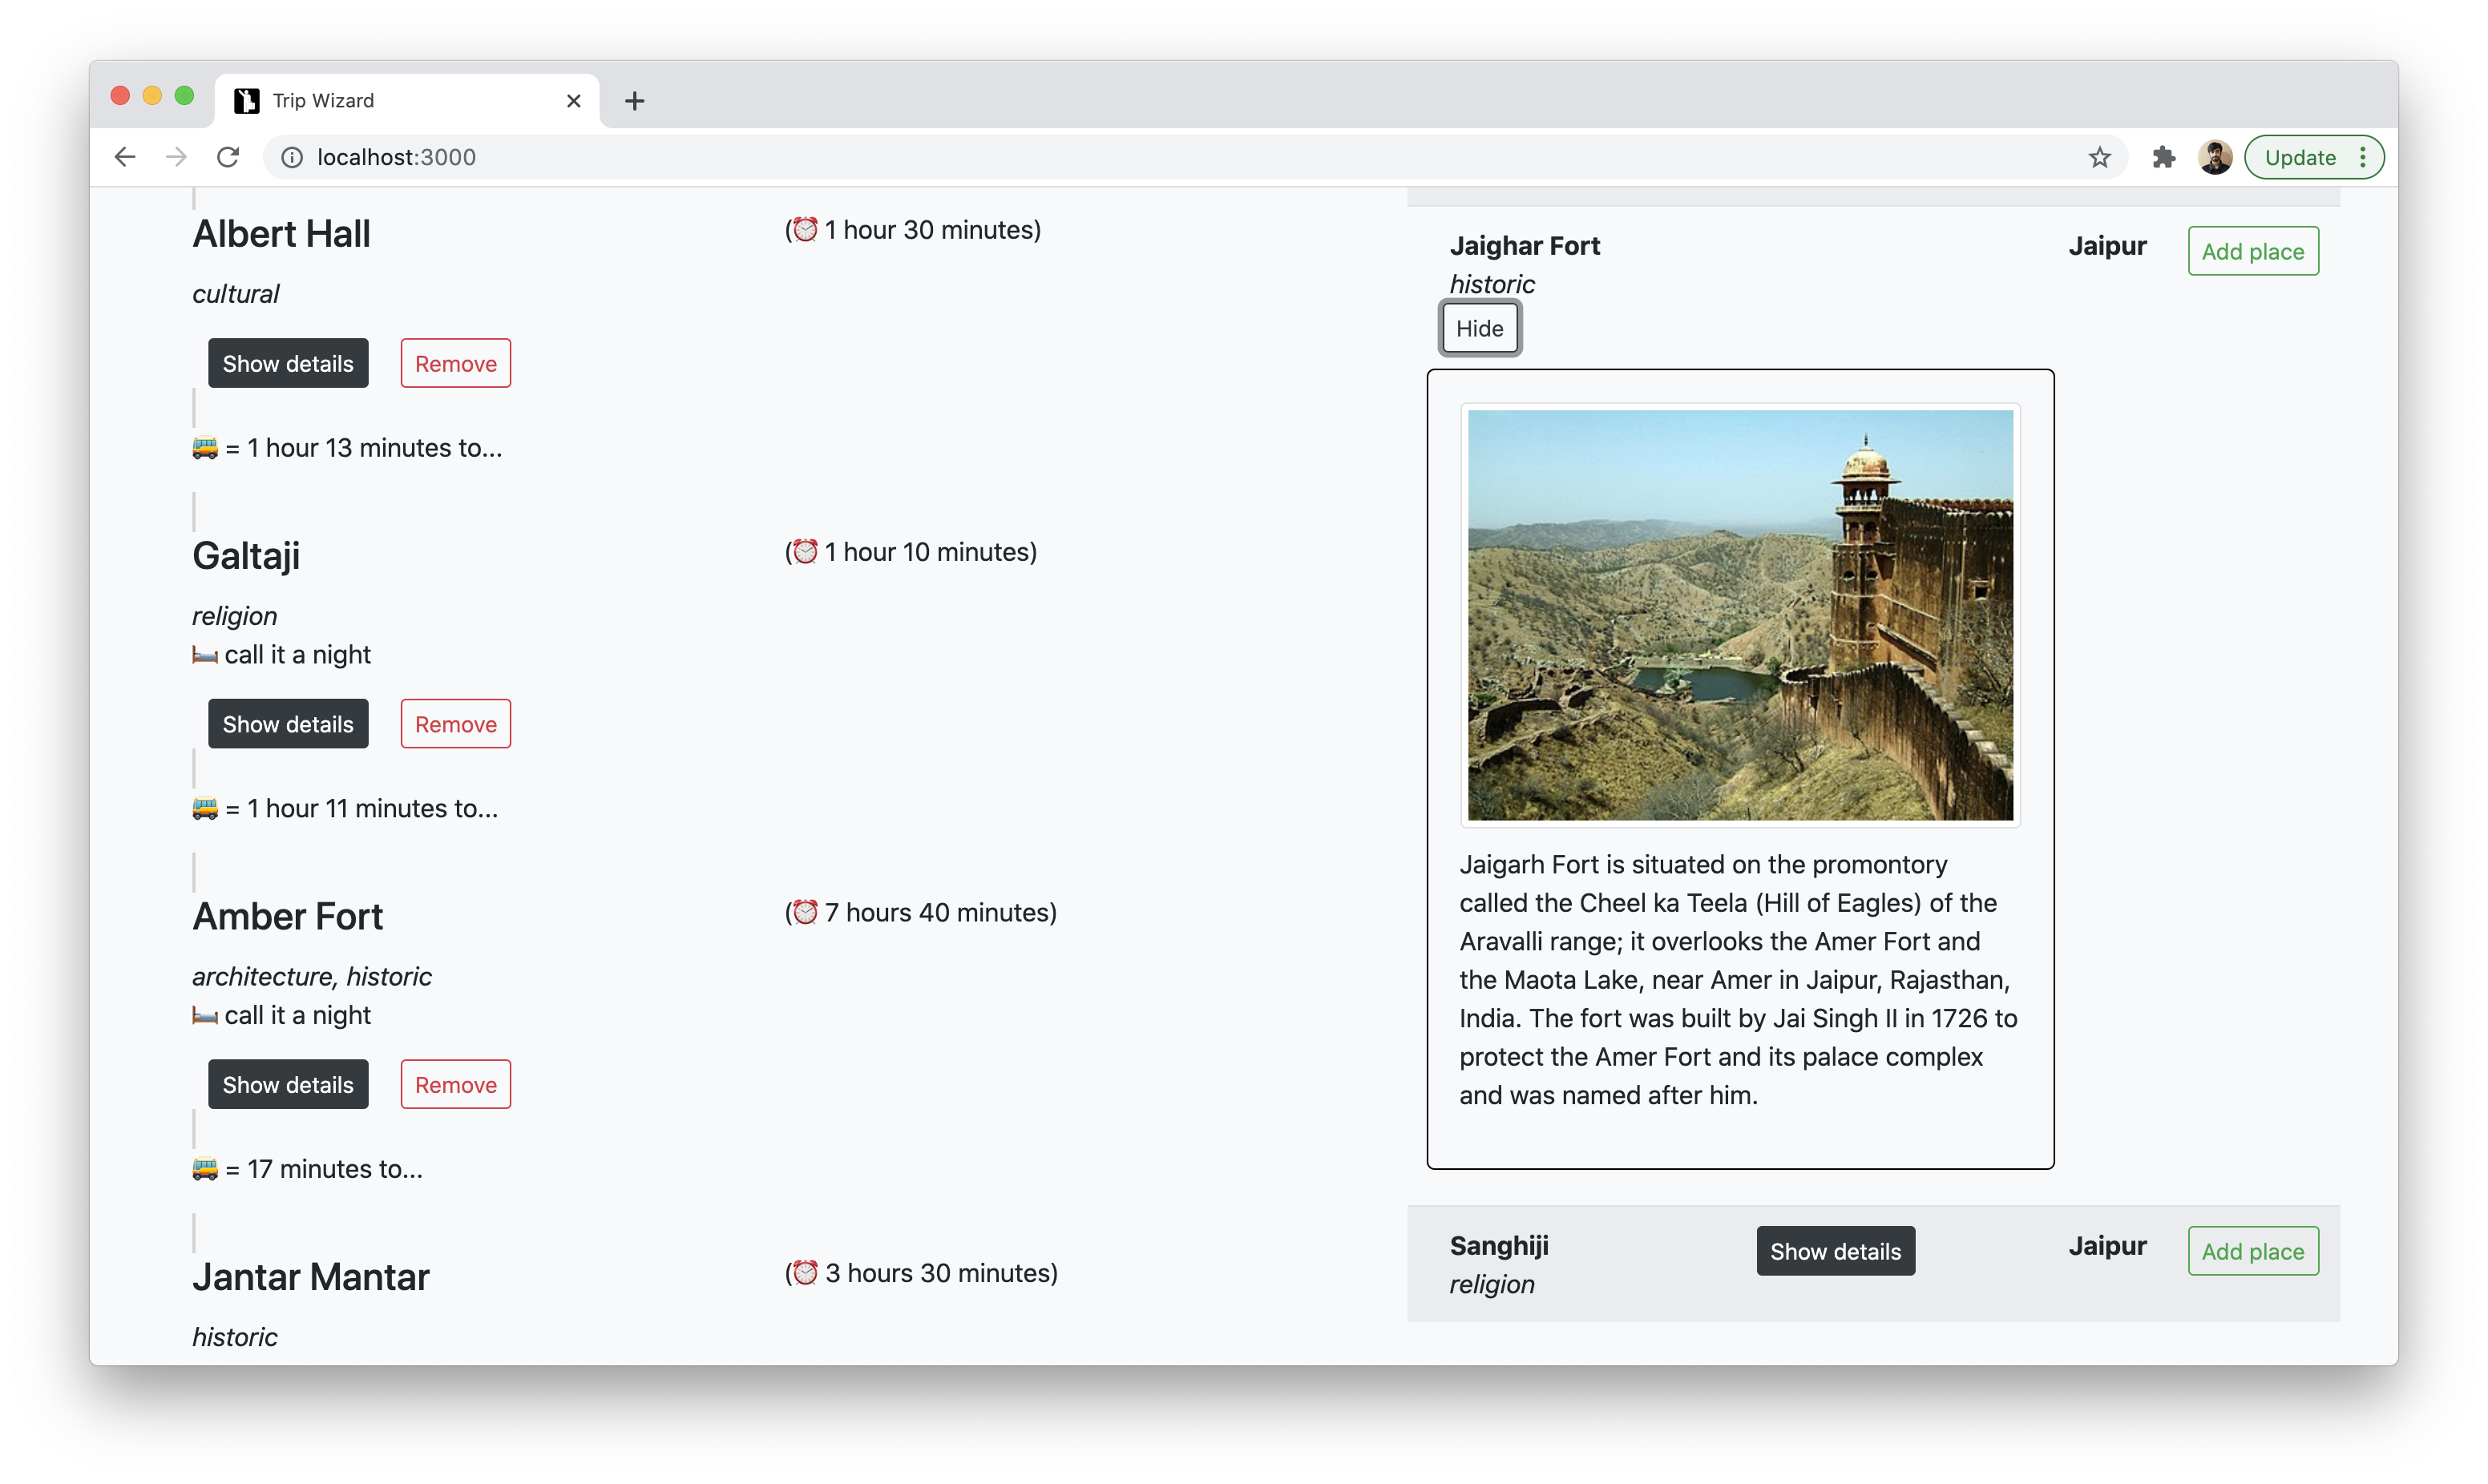 Trip Wizard
localhost:3000
Update
Albert Hall
(⏰ 1 hour 30 minutes)
cultural
Show details
Remove
🚌 = 1 hour 13 minutes to...
Galtaji
(⏰ 1 hour 10 minutes)
religion
🛏 call it a night
Show details
Remove
🚌 = 1 hour 11 minutes to...
Amber Fort
(⏰ 7 hours 40 minutes)
architecture, historic
🛏 call it a night
Show details
Remove
🚌 = 17 minutes to...
Jantar Mantar
(⏰ 3 hours 30 minutes)
historic
Jaighar Fort
Jaipur
Add place
historic
Hide
Jaigarh Fort is situated on the promontory
called the Cheel ka Teela (Hill of Eagles) of the
Aravalli range; it overlooks the Amer Fort and
the Maota Lake, near Amer in Jaipur, Rajasthan,
India. The fort was built by Jai Singh II in 1726 to
protect the Amer Fort and its palace complex
and was named after him.
Sanghiji
Show details
Jaipur
Add place
religion